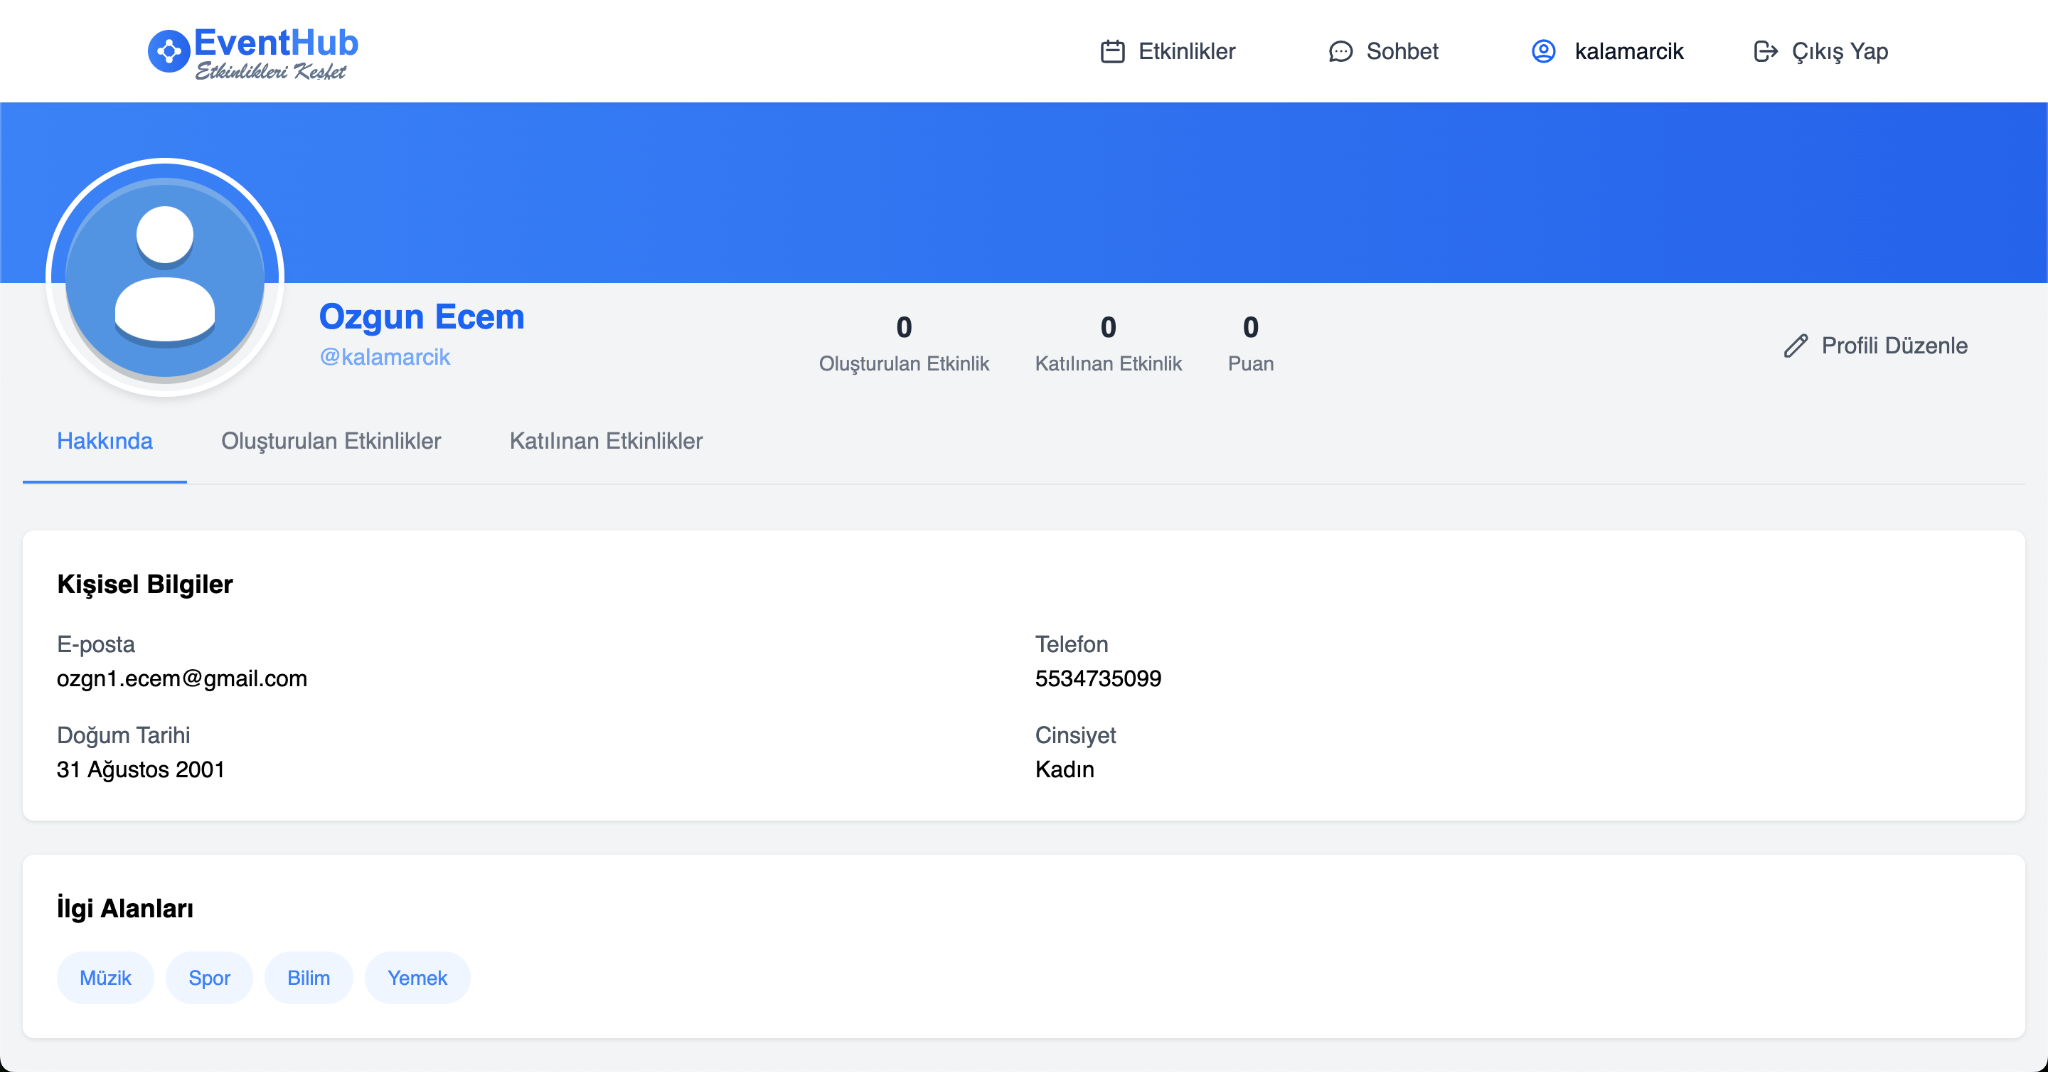 EventHub
Etkinlikleri Keşfet
Etkinlikler
Sohbet
kalamarcik
Çıkış Yap
Ozgun Ecem
@kalamarcik
0
Oluşturulan Etkinlik
0
Katılınan Etkinlik
0
Puan
Profili Düzenle
Hakkında
Oluşturulan Etkinlikler
Katılınan Etkinlikler
Kişisel Bilgiler
E-posta
ozgn1.ecem@gmail.com
Telefon
5534735099
Doğum Tarihi
31 Ağustos 2001
Cinsiyet
Kadın
İlgi Alanları
Müzik
Spor
Bilim
Yemek